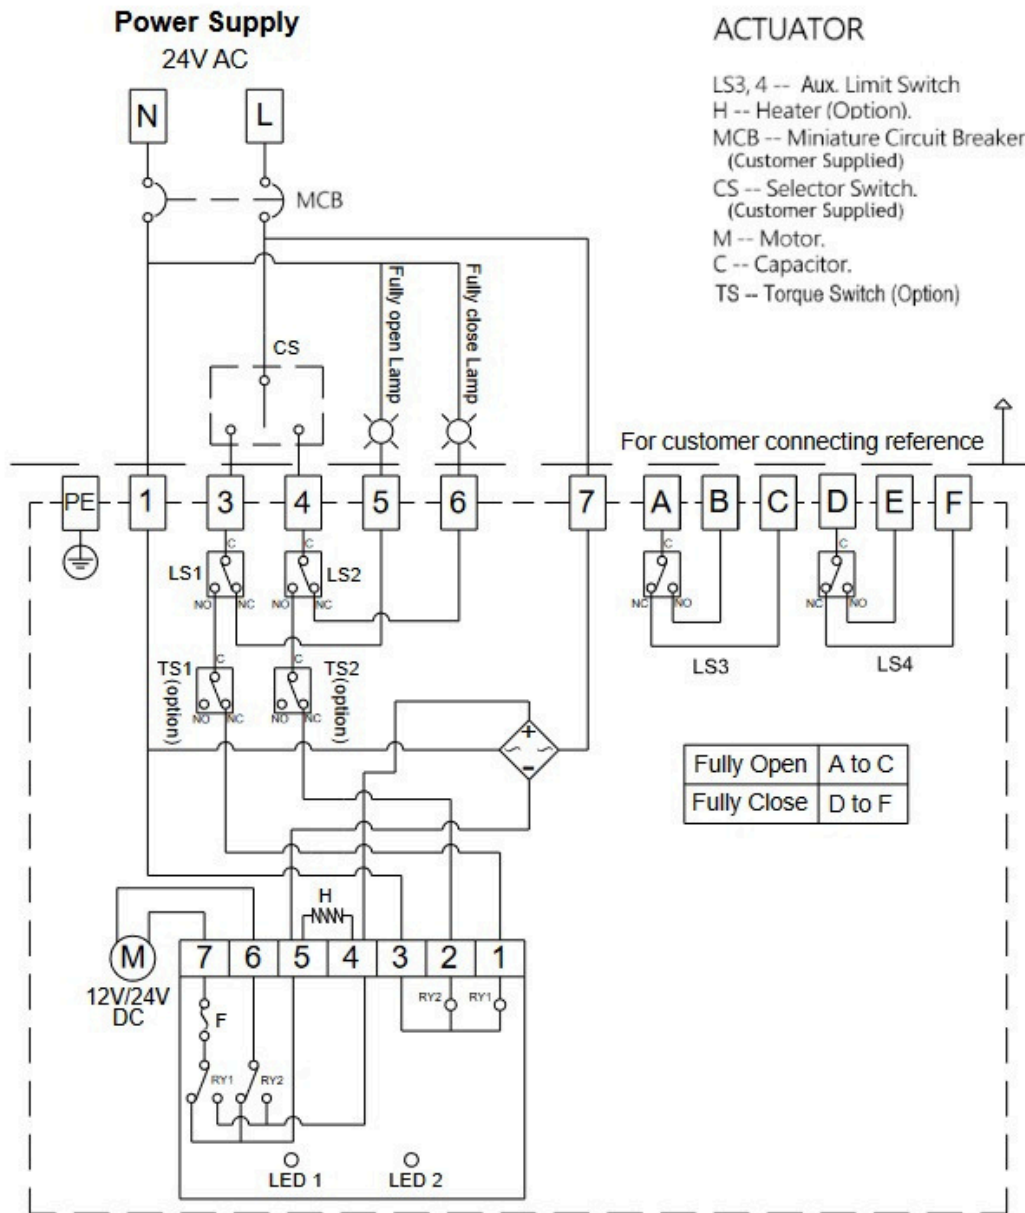 Power Supply
24V AC
N
L
MCB
ACTUATOR
LS3, 4 -- Aux. Limit Switch
H -- Heater (Option).
MCB -- Miniature Circuit Breaker
(Customer Supplied)
CS -- Selector Switch.
(Customer Supplied)
M -- Motor.
C -- Capacitor.
TS -- Torque Switch (Option)
Fully open Lamp
Fully close Lamp
CS
For customer connecting reference
PE
1
3
4
5
6
7
A
B
C
D
E
F
C
LS1
NO
NC
C
LS2
NO
NC
C
NC
NO
LS3
C
NC
NO
LS4
TS1
(option)
C
NO
NC
TS2
(option)
C
NO
NC
+
-
Fully Open A to C
Fully Close D to F
H
M
12V/24V
DC
7
6
5
4
3
2
1
F
RY2
RY1
RY1
RY2
LED 1
LED 2